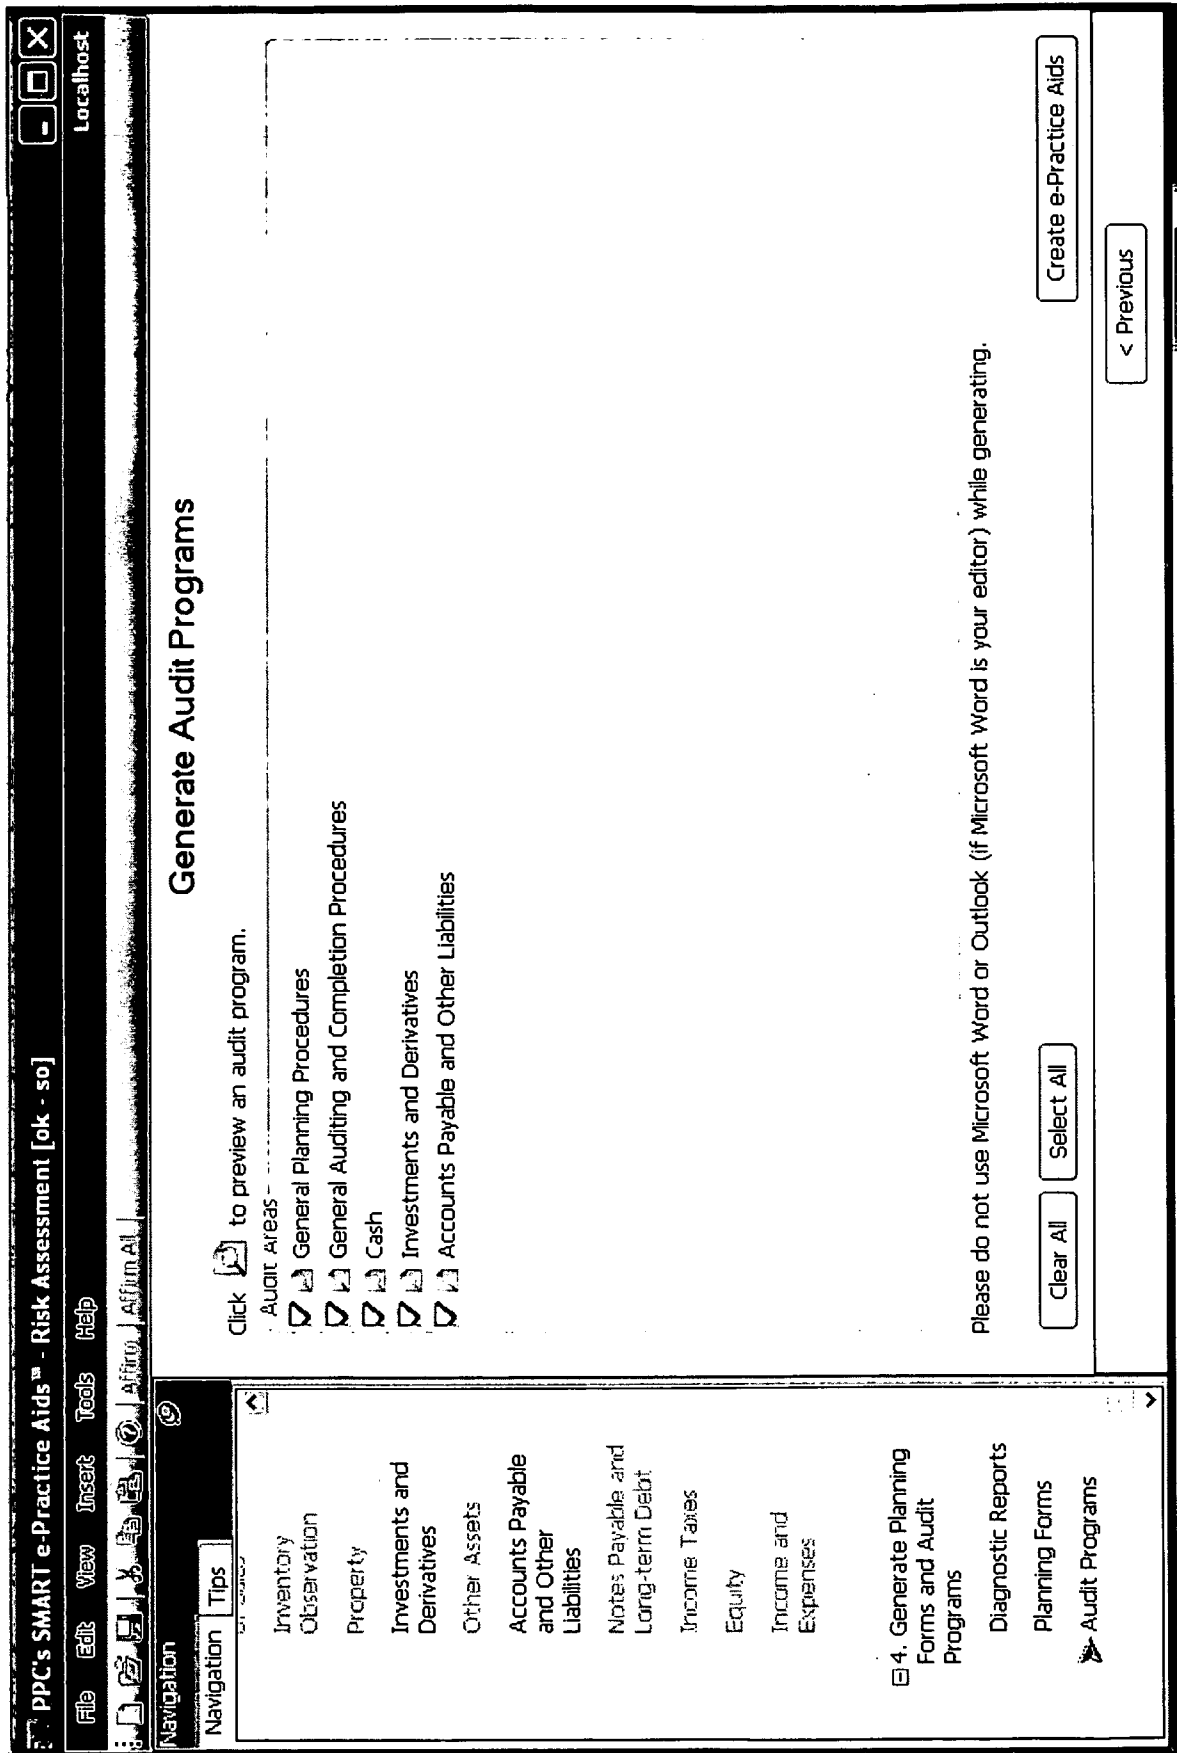 PPC's SMART e-Practice Aids℠ - Risk Assessment [ok - so]
File Edit View Insert Tools Help
Localhost
Affirm Affirm All
Navigation
Navigation Tips
Inventory
Observation
Property
Investments and
Derivatives
Other Assets
Accounts Payable
and Other
Liabilities
Notes Payable and
Long-term Debt
Income Taxes
Equity
Income and
Expenses
4. Generate Planning
Forms and Audit
Programs
Diagnostic Reports
Planning Forms
Audit Programs
Generate Audit Programs
Click to preview an audit program.
Audit Areas
General Planning Procedures
General Auditing and Completion Procedures
Cash
Investments and Derivatives
Accounts Payable and Other Liabilities
Please do not use Microsoft Word or Outlook (if Microsoft Word is your editor) while generating.
Clear All
Select All
Create e-Practice Aids
< Previous